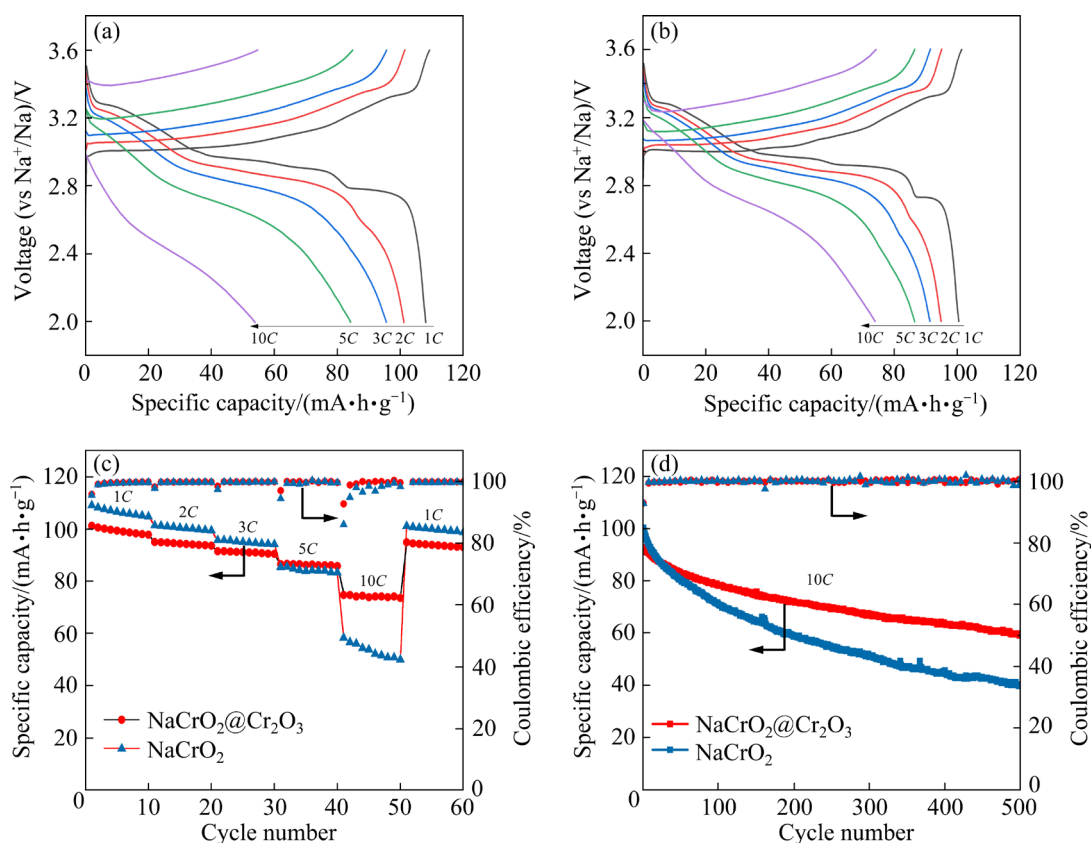 (a)
3.6
3.2
2.8
2.4
2.0
Voltage (vs Na⁺/Na)/V
10C 5C 3C 2C 1C
0 20 40 60 80 100 120
Specific capacity/(mA•h•g⁻¹)
(b)
3.6
3.2
2.8
2.4
2.0
Voltage (vs Na⁺/Na)/V
10C 5C 3C 2C 1C
0 20 40 60 80 100 120
Specific capacity/(mA•h•g⁻¹)
(c)
120
100
80
60
40
20
Specific capacity/(mA•h•g⁻¹)
1C
2C
3C
5C
10C
1C
NaCrO₂@Cr₂O₃
NaCrO₂
100
80
60
40
20
0
Coulombic efficiency/%
0 10 20 30 40 50 60
Cycle number
(d)
120
100
80
60
40
20
Specific capacity/(mA•h•g⁻¹)
10C
NaCrO₂@Cr₂O₃
NaCrO₂
100
80
60
40
20
0
Coulombic efficiency/%
100 200 300 400 500
Cycle number